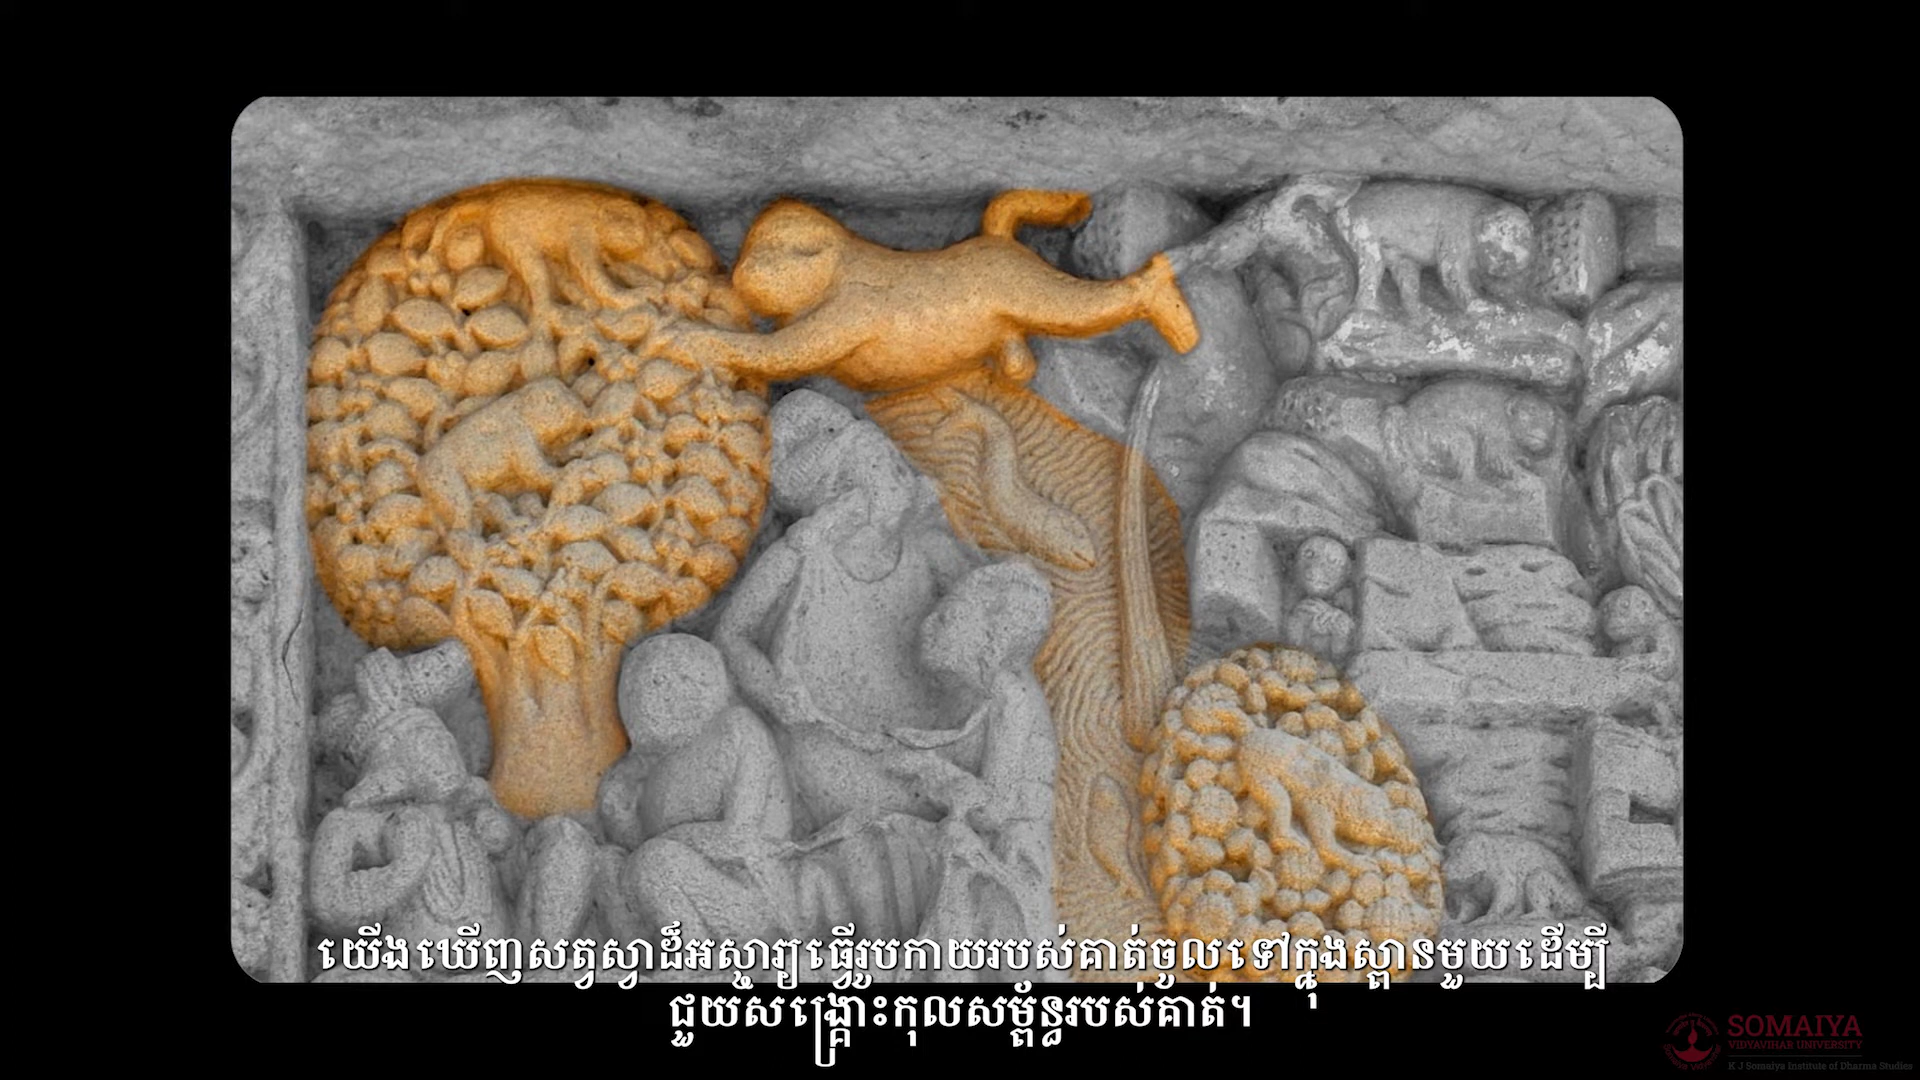 យើងឃើញសត្វស្វាដ៏អស្ចារ្យធ្វើរូបកាយរបស់គាត់ចូលទៅក្នុងស្ពានមួយដើម្បី
ជួយសង្គ្រោះកុលសម្ព័ន្ធរបស់គាត់។
SOMAIYA
VIDYAVIHAR UNIVERSITY
K J Somaiya Institute of Dharma Studies